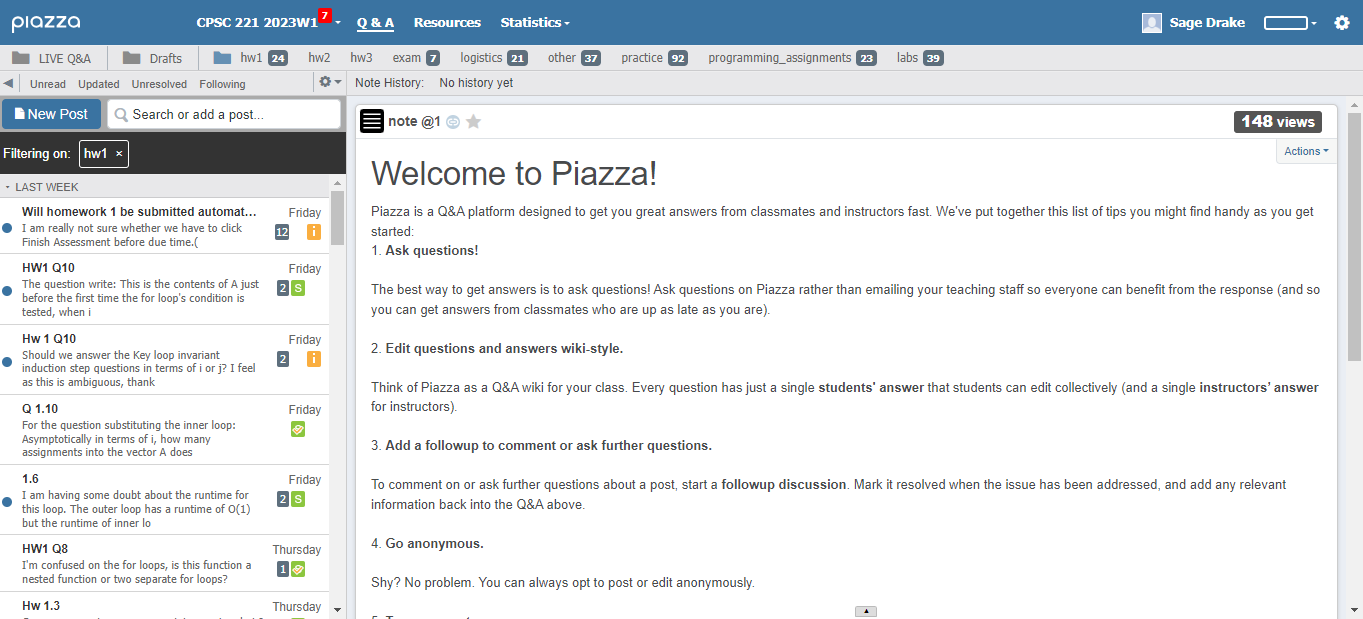 piazza
CPSC 221 2023W1
7
Q & A
Resources
Statistics
Sage Drake
LIVE Q&A
Drafts
hw1 24
hw2
hw3
exam 7
logistics 21
other 37
practice 92
programming_assignments 23
labs 39
Unread
Updated
Unresolved
Following
Note History:
No history yet
New Post
Search or add a post...
Filtering on:
hw1 ×
LAST WEEK
Will homework 1 be submitted automat...
Friday
I am really not sure whether we have to click
Finish Assessment before due time.(
12
i
HW1 Q10
Friday
The question write: This is the contents of A just
before the first time the for loop's condition is
tested, when i
2
S
Hw 1 Q10
Friday
Should we answer the Key loop invariant
induction step questions in terms of i or j? I feel
as this is ambiguous, thank
2
i
Q 1.10
Friday
For the question substituting the inner loop:
Asymptotically in terms of i, how many
assignments into the vector A does
1.6
Friday
I am having some doubt about the runtime for
this loop. The outer loop has a runtime of O(1)
but the runtime of inner lo
2
S
HW1 Q8
Thursday
I'm confused on the for loops, is this function a
nested function or two separate for loops?
1
Hw 1.3
Thursday
note @1
148 views
Actions
Welcome to Piazza!
Piazza is a Q&A platform designed to get you great answers from classmates and instructors fast. We've put together this list of tips you might find handy as you get
started:
1. Ask questions!
The best way to get answers is to ask questions! Ask questions on Piazza rather than emailing your teaching staff so everyone can benefit from the response (and so
you can get answers from classmates who are up as late as you are).
2. Edit questions and answers wiki-style.
Think of Piazza as a Q&A wiki for your class. Every question has just a single students' answer that students can edit collectively (and a single instructors’ answer
for instructors).
3. Add a followup to comment or ask further questions.
To comment on or ask further questions about a post, start a followup discussion. Mark it resolved when the issue has been addressed, and add any relevant
information back into the Q&A above.
4. Go anonymous.
Shy? No problem. You can always opt to post or edit anonymously.